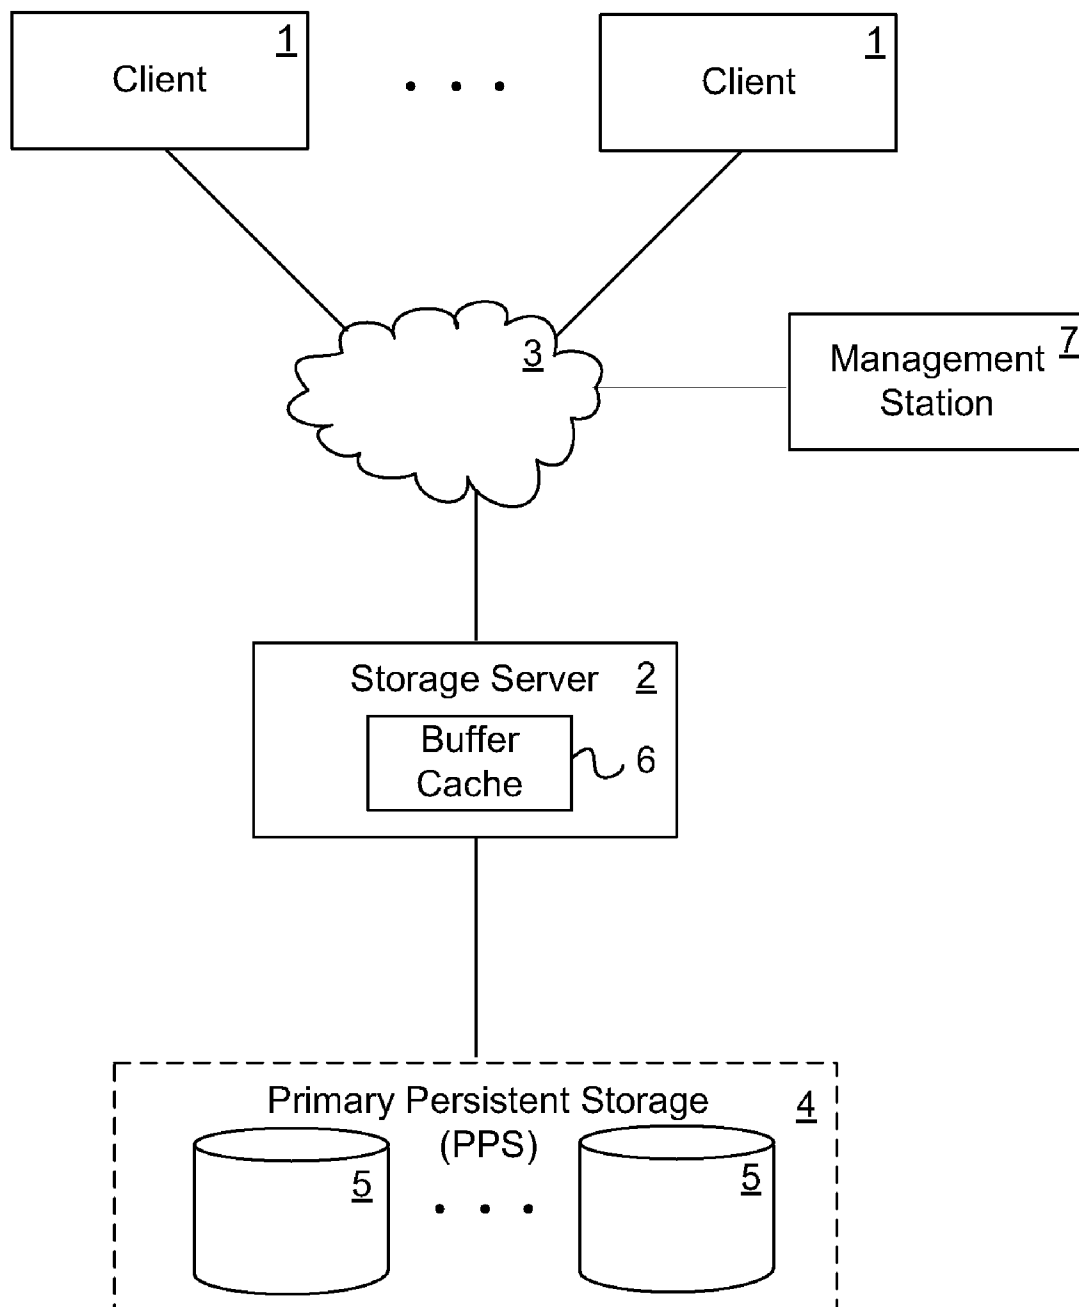 1
Client
1
Client
3
7
Management
Station
Storage Server
2
Buffer
Cache
6
Primary Persistent Storage
(PPS)
4
5
5